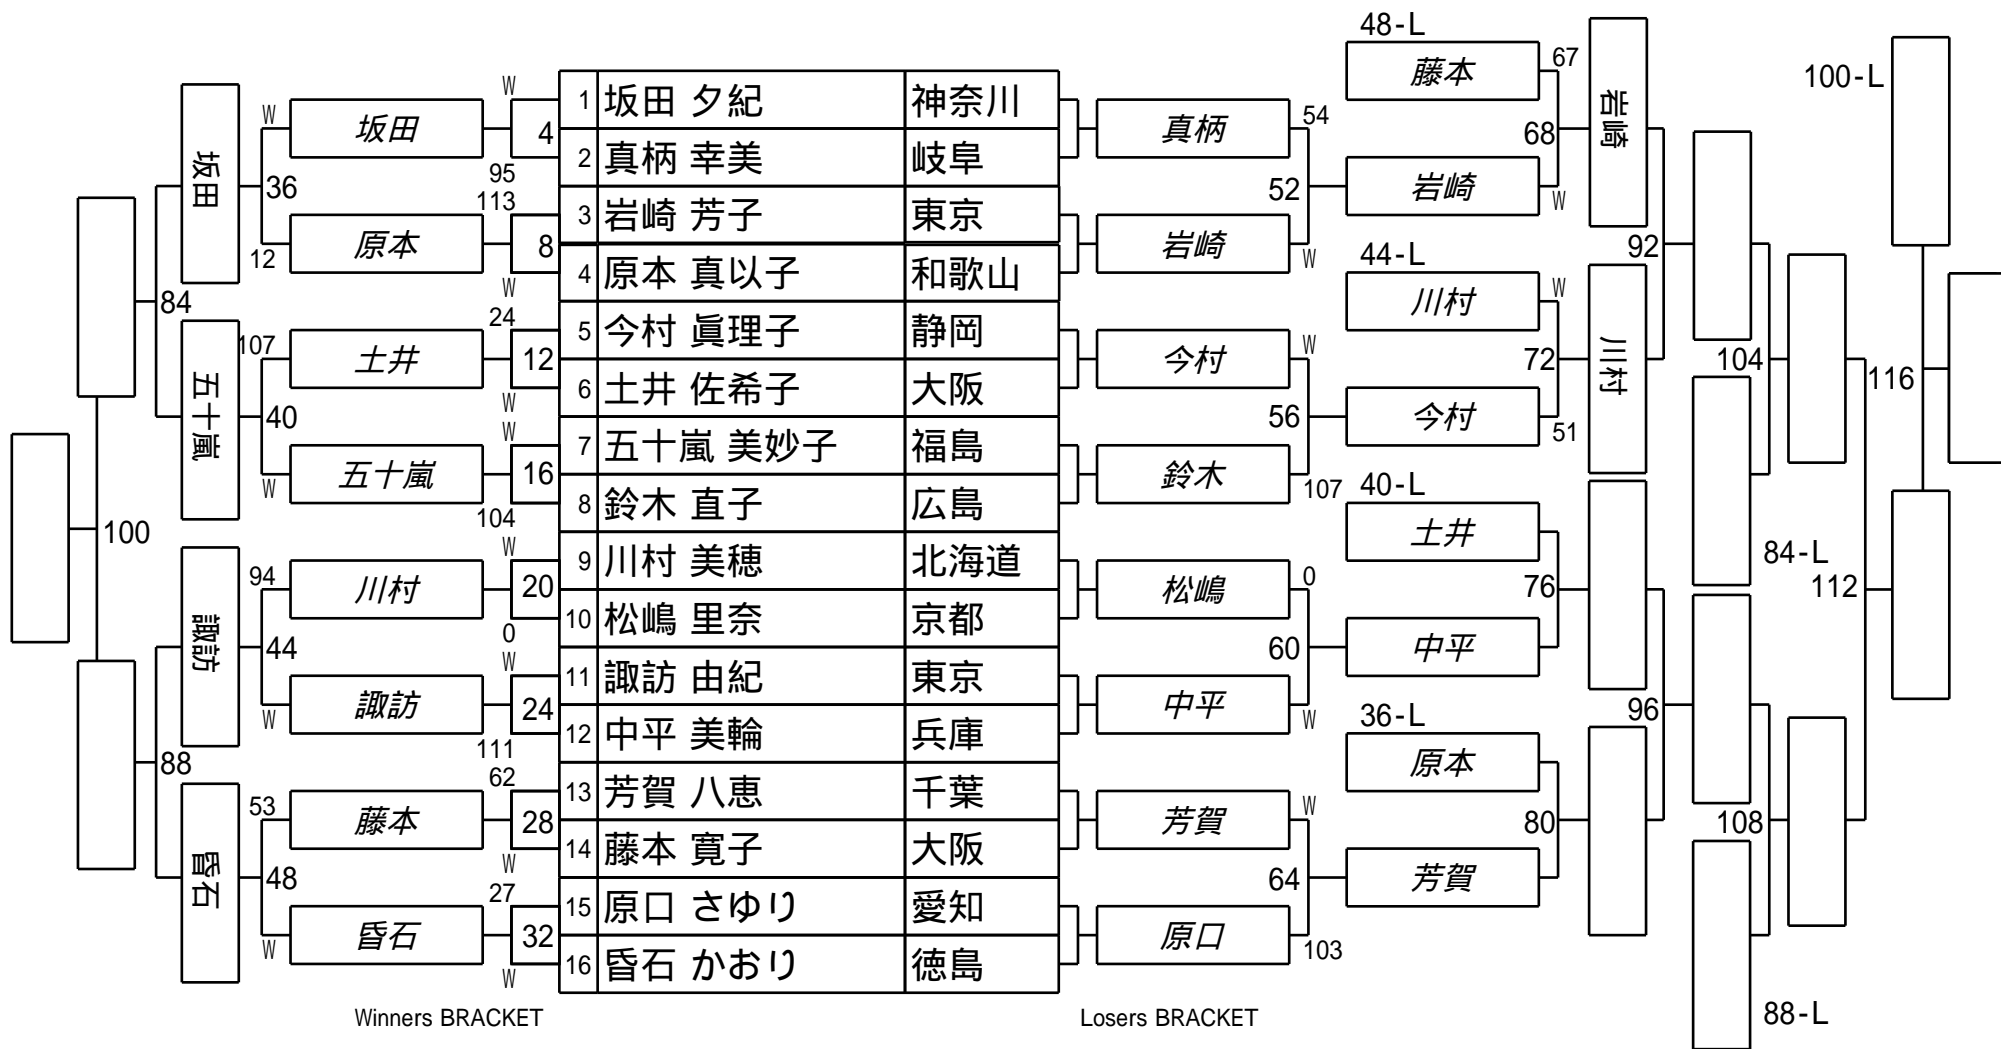 48-L
藤本
67
岩崎
100-L
W
1 坂田 夕紀 神奈川
W
坂田
4
真柄
54
68
坂田
2 真柄 幸美 岐阜
36
95
52
岩崎
W
113
3 岩崎 芳子 東京
12
原本
8
岩崎
W
92
44-L
4 原本 真以子 和歌山
W
84
川村
W
24
5 今村 眞理子 静岡
107
土井
12
今村
W
72
川村
104
116
五十嵐
6 土井 佐希子 大阪
W
40
56
今村
51
W
7 五十嵐 美妙子 福島
五十嵐
16
鈴木
107
W
40-L
8 鈴木 直子 広島
104
100
土井
84-L
W
9 川村 美穂 北海道
94
川村
20
松嶋
0
76
112
諏訪
10 松嶋 里奈 京都
0
44
60
中平
W
11 諏訪 由紀 東京
諏訪
24
中平
W
96
W
36-L
12 中平 美輪 兵庫
111
88
原本
62
13 芳賀 八恵 千葉
53
藤本
28
芳賀
W
80
108
14 藤本 寛子 大阪
W
昏石
48
64
芳賀
27
15 原口 さゆり 愛知
昏石
32
原口
103
W
16 昏石 かおり 徳島
W
Winners BRACKET
Losers BRACKET
88-L